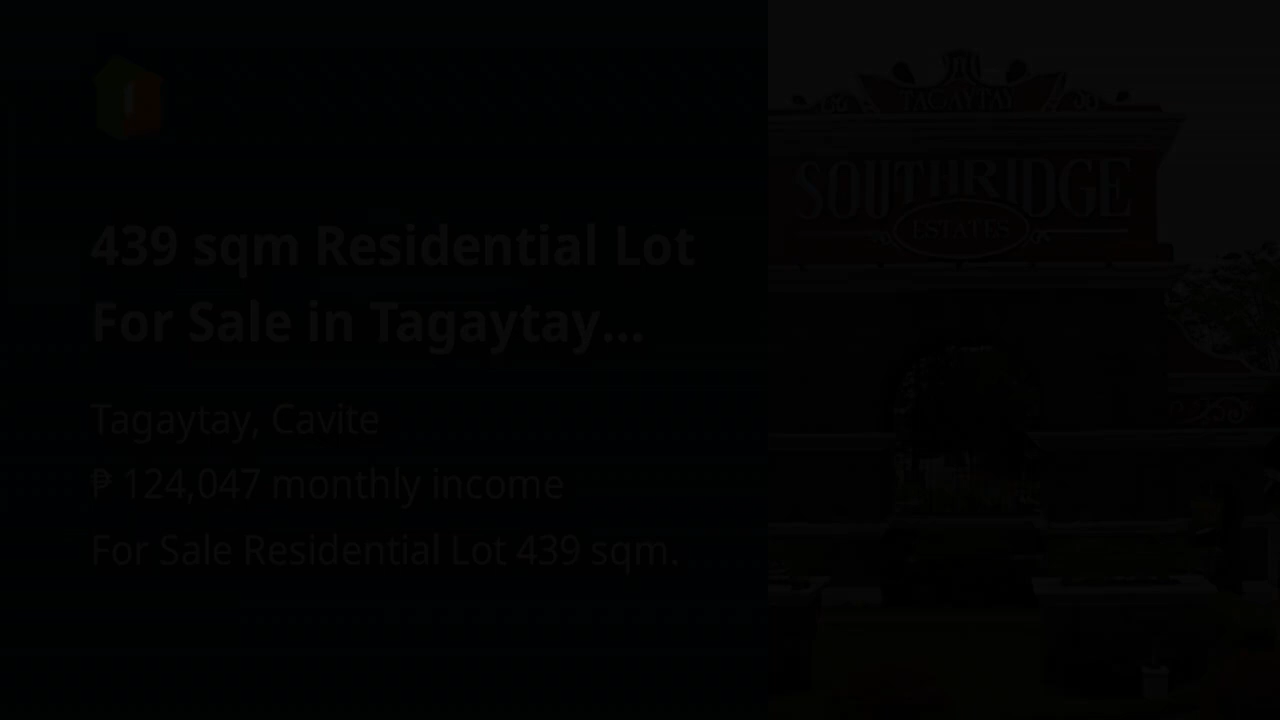 439 sqm Residential Lot
For Sale in Tagaytay...
Tagaytay, Cavite
₱ 124,047 monthly income
For Sale Residential Lot 439 sqm.
TAGAYTAY
SOUTHRIDGE
ESTATES